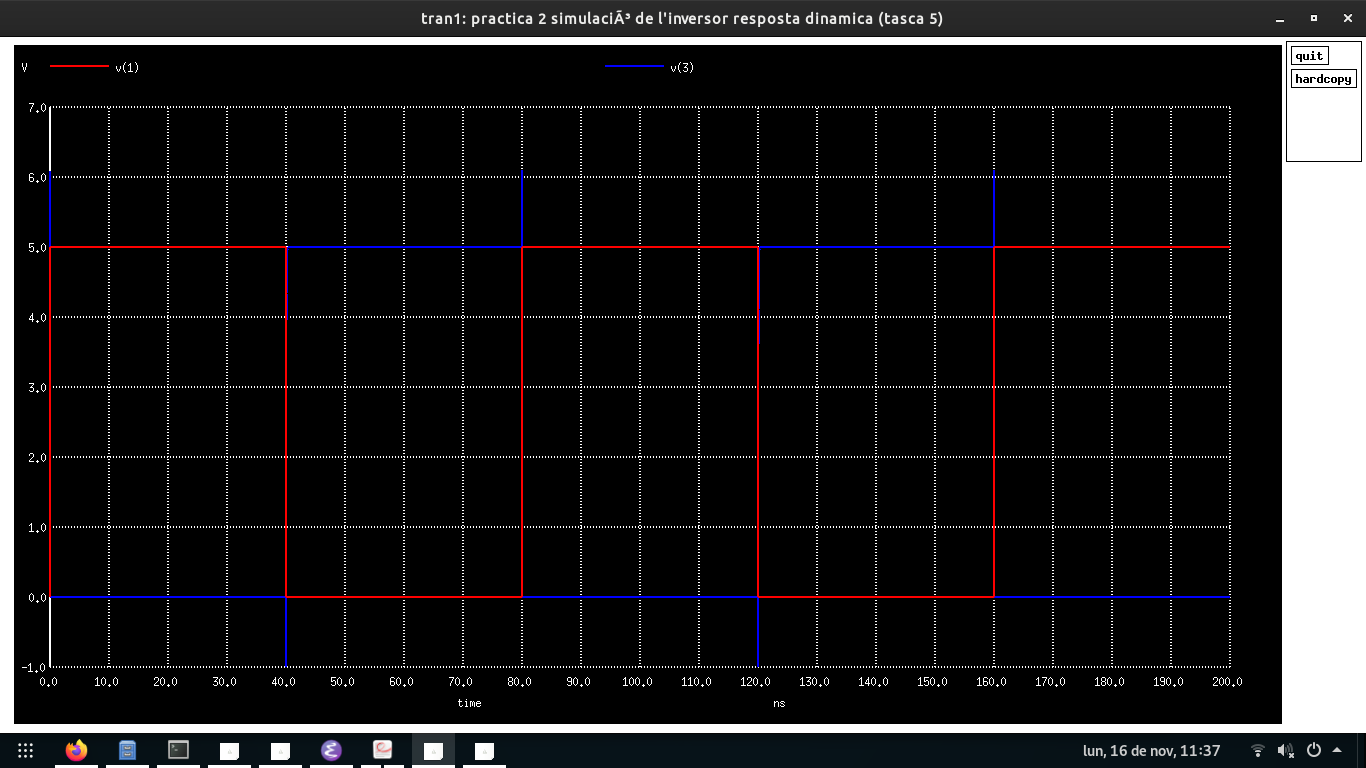 tran1: practica 2 simulaciÃ³ de l'inversor resposta dinamica (tasca 5)
quit
hardcopy
V v(1) v(3)
7.0
6.0
5.0
4.0
3.0
2.0
1.0
0.0
-1.0
0.0 10.0 20.0 30.0 40.0 50.0 60.0 70.0 80.0 90.0 100.0 110.0 120.0 130.0 140.0 150.0 160.0 170.0 180.0 190.0 200.0
time ns
lun, 16 de nov, 11:37